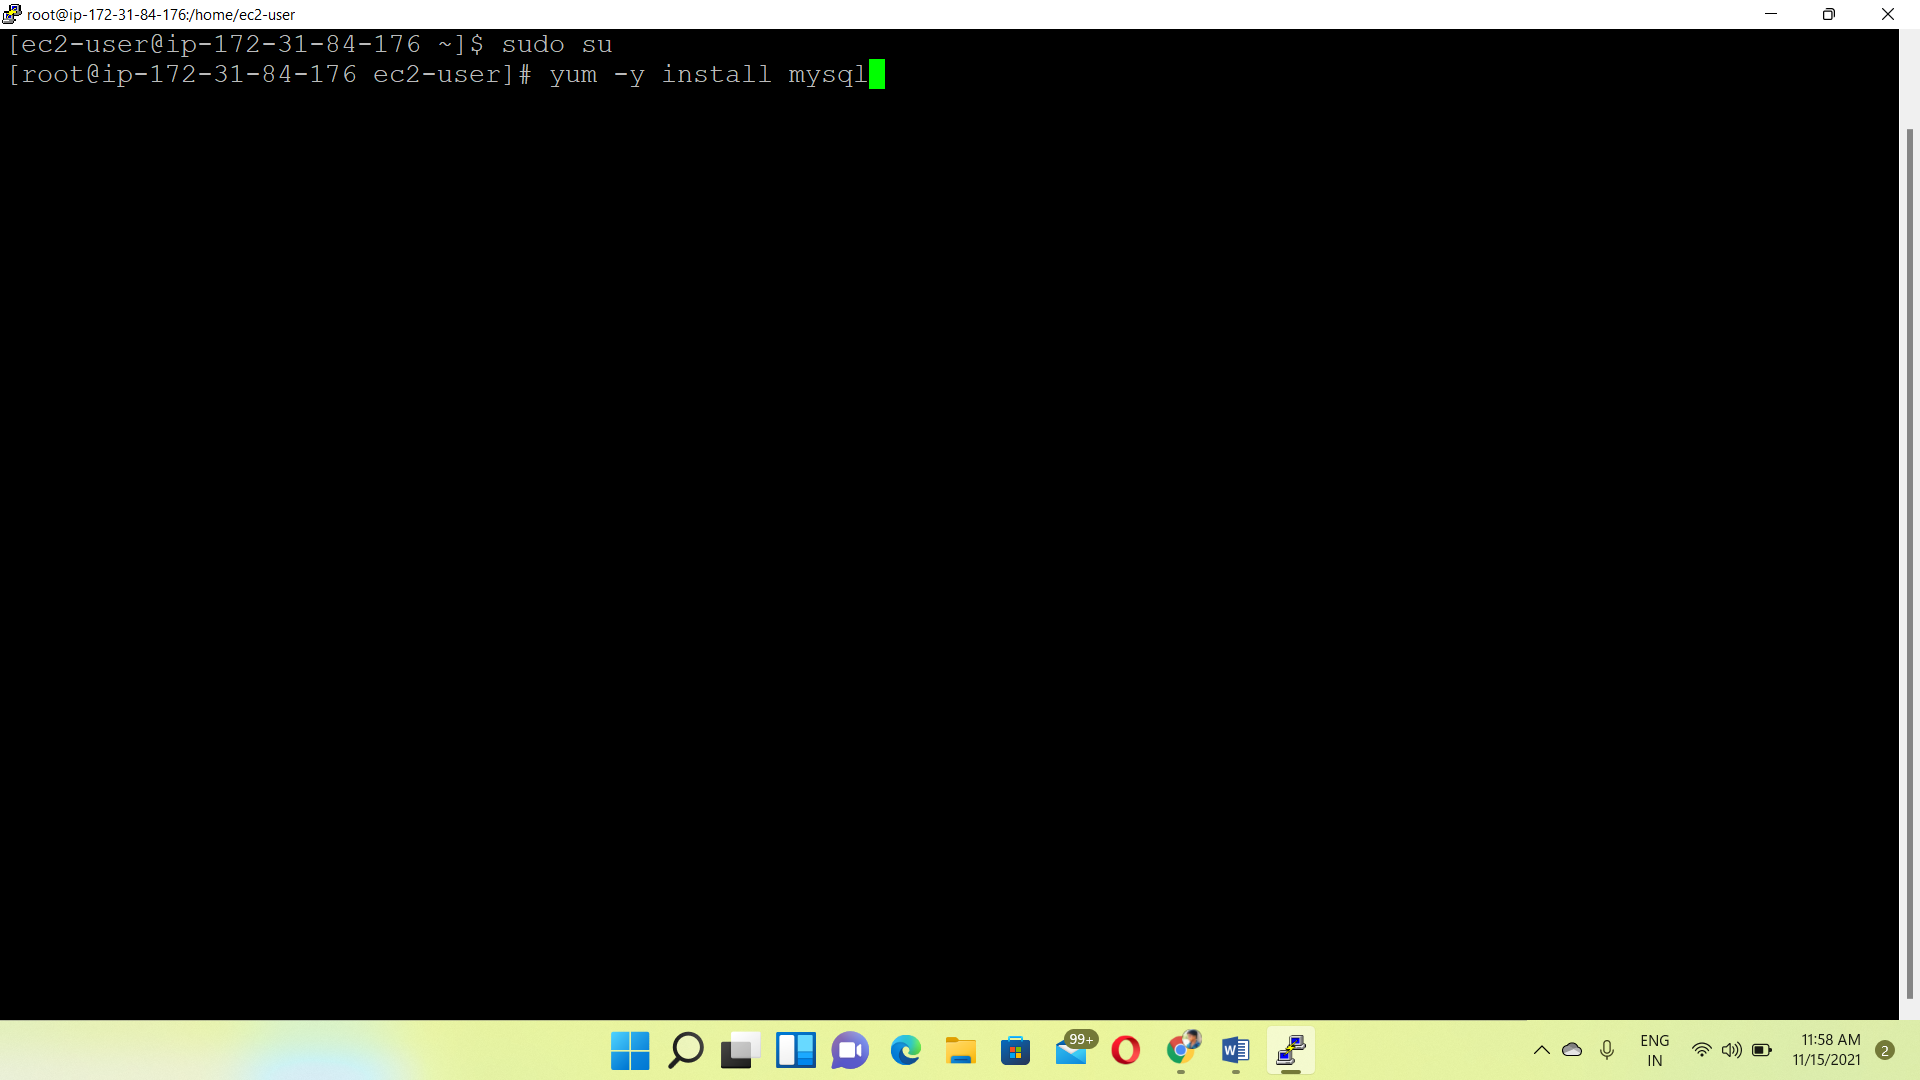 root@ip-172-31-84-176:/home/ec2-user
[ec2-user@ip-172-31-84-176 ~]$ sudo su
[root@ip-172-31-84-176 ec2-user]# yum -y install mysql
99+
W
ENG
IN
11:58 AM
11/15/2021
2